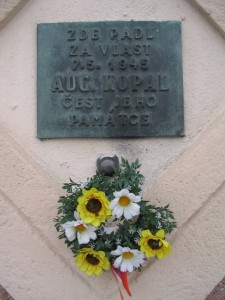 ZDE PADL
ZA VLAST
7.5.1945
AUG. KOPAL
ČEST JEHO
PAMÁTCE